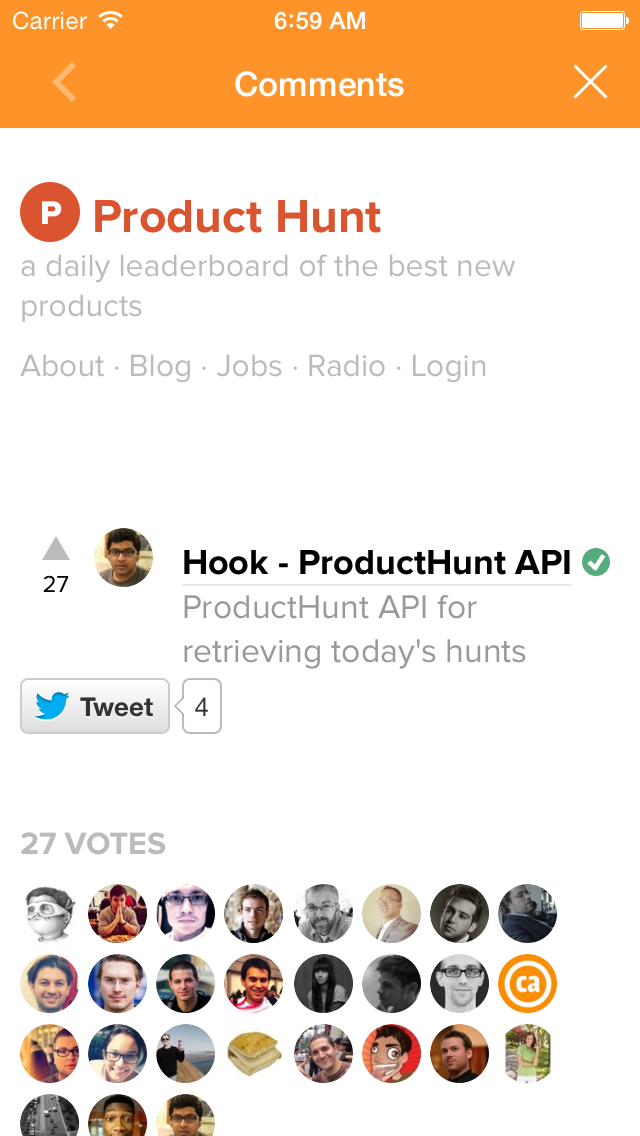 Carrier 6:59 AM
Comments
P Product Hunt
a daily leaderboard of the best new
products
About · Blog · Jobs · Radio · Login
Hook - ProductHunt API
27
ProductHunt API for
retrieving today's hunts
Tweet 4
27 VOTES
ca